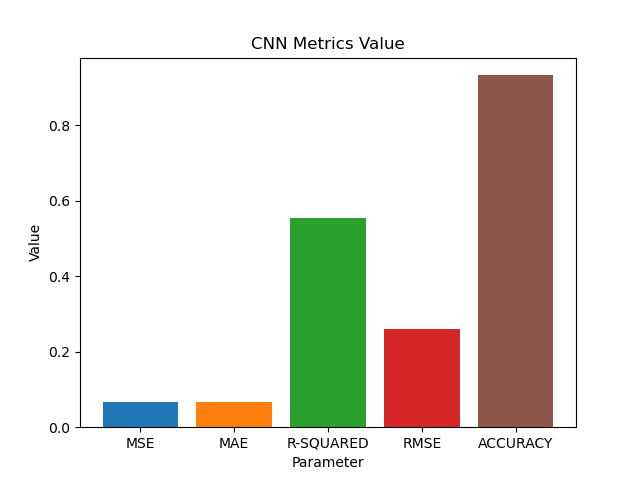 CNN Metrics Value
Value
0.8
0.6
0.4
0.2
0.0
MSE MAE R-SQUARED RMSE ACCURACY
Parameter